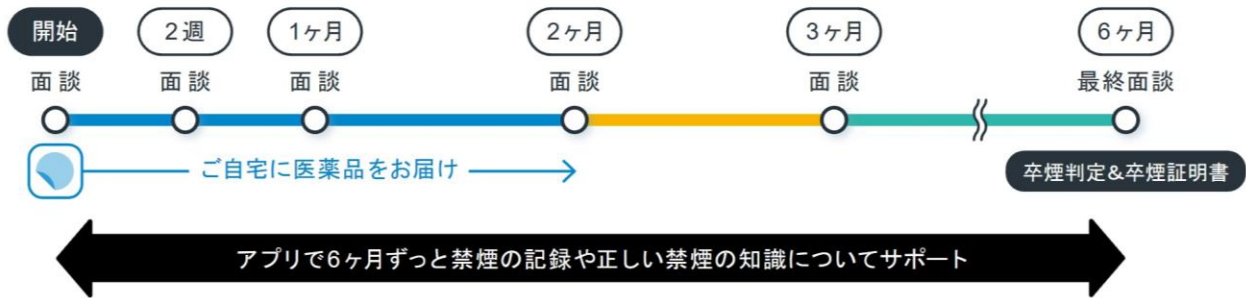 開始
2週
1ヶ月
2ヶ月
3ヶ月
6ヶ月
面談
面談
面談
面談
面談
最終面談
ご自宅に医薬品をお届け
卒煙判定&卒煙証明書
アプリで6ヶ月ずっと禁煙の記録や正しい禁煙の知識についてサポート